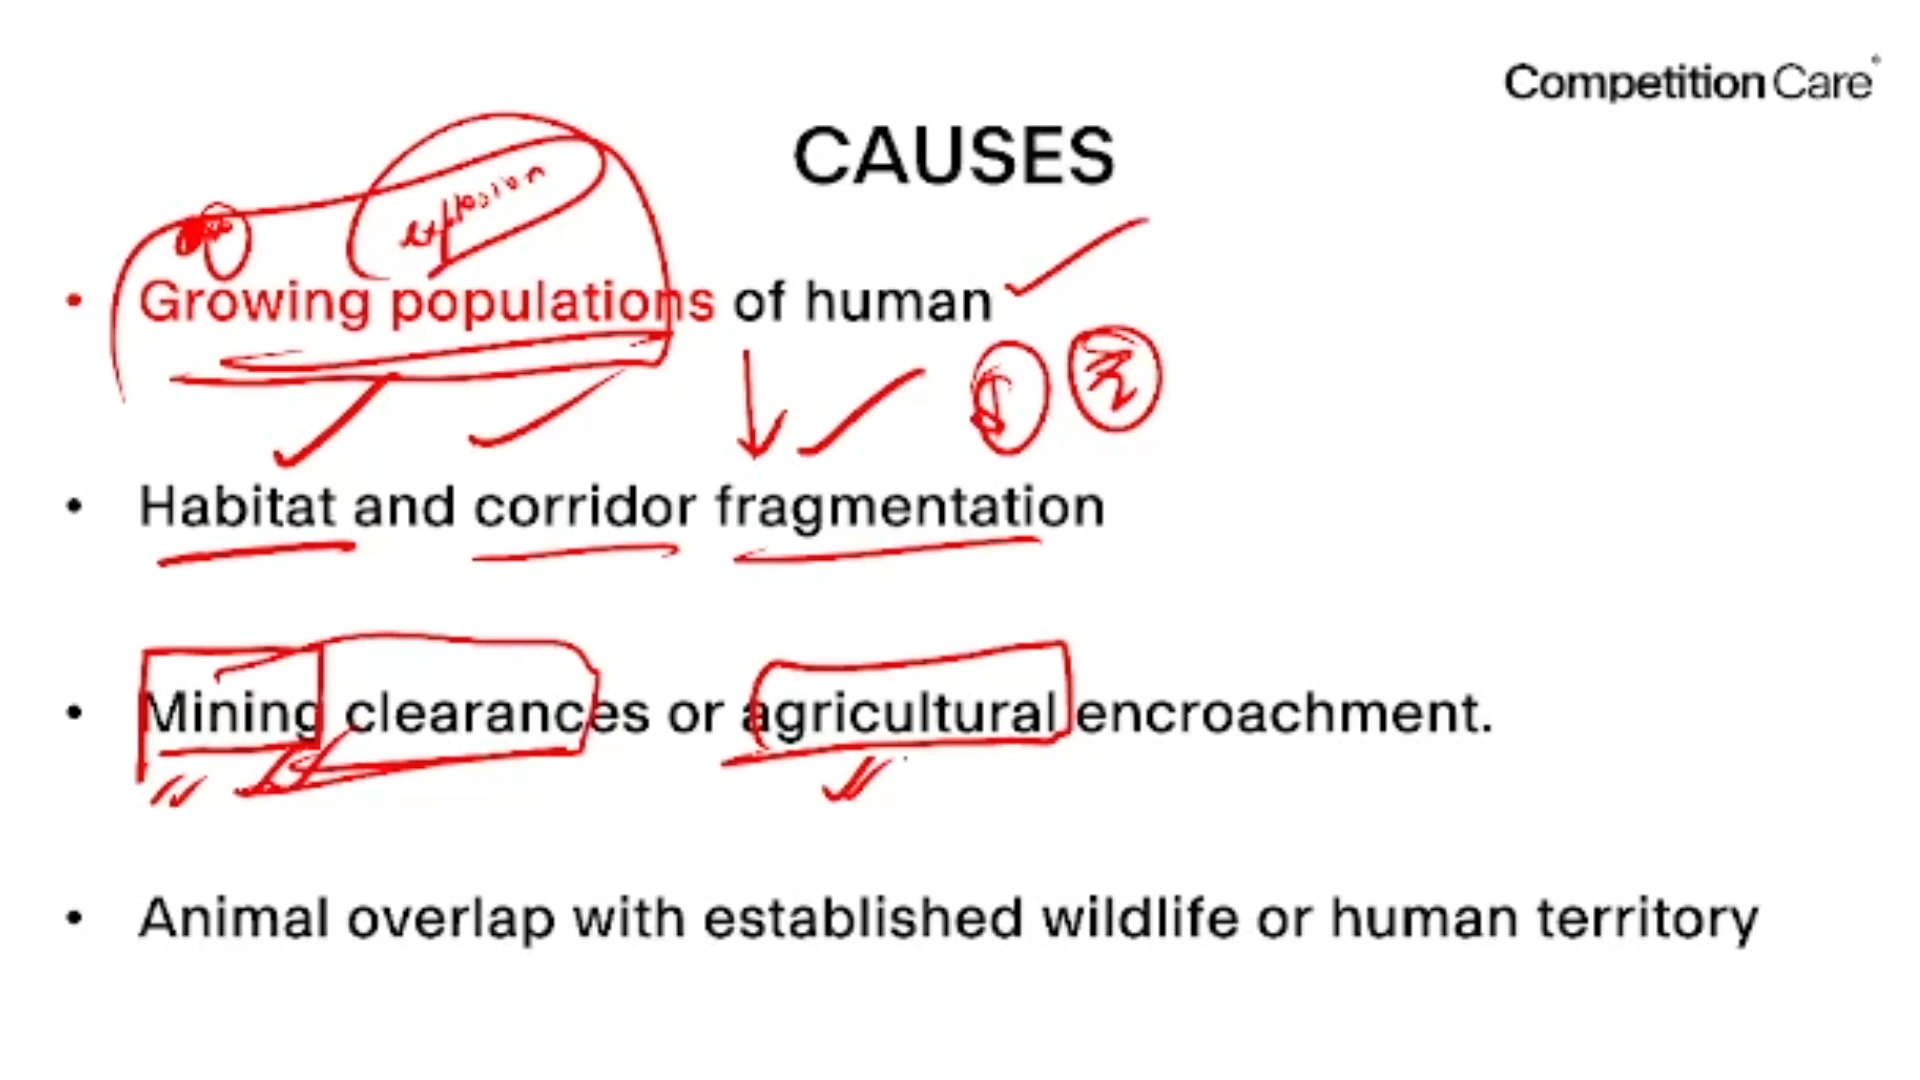 Competition Care
CAUSES
explosion
• Growing populations of human
$ ₹
• Habitat and corridor fragmentation
• Mining clearances or agricultural encroachment.
• Animal overlap with established wildlife or human territory